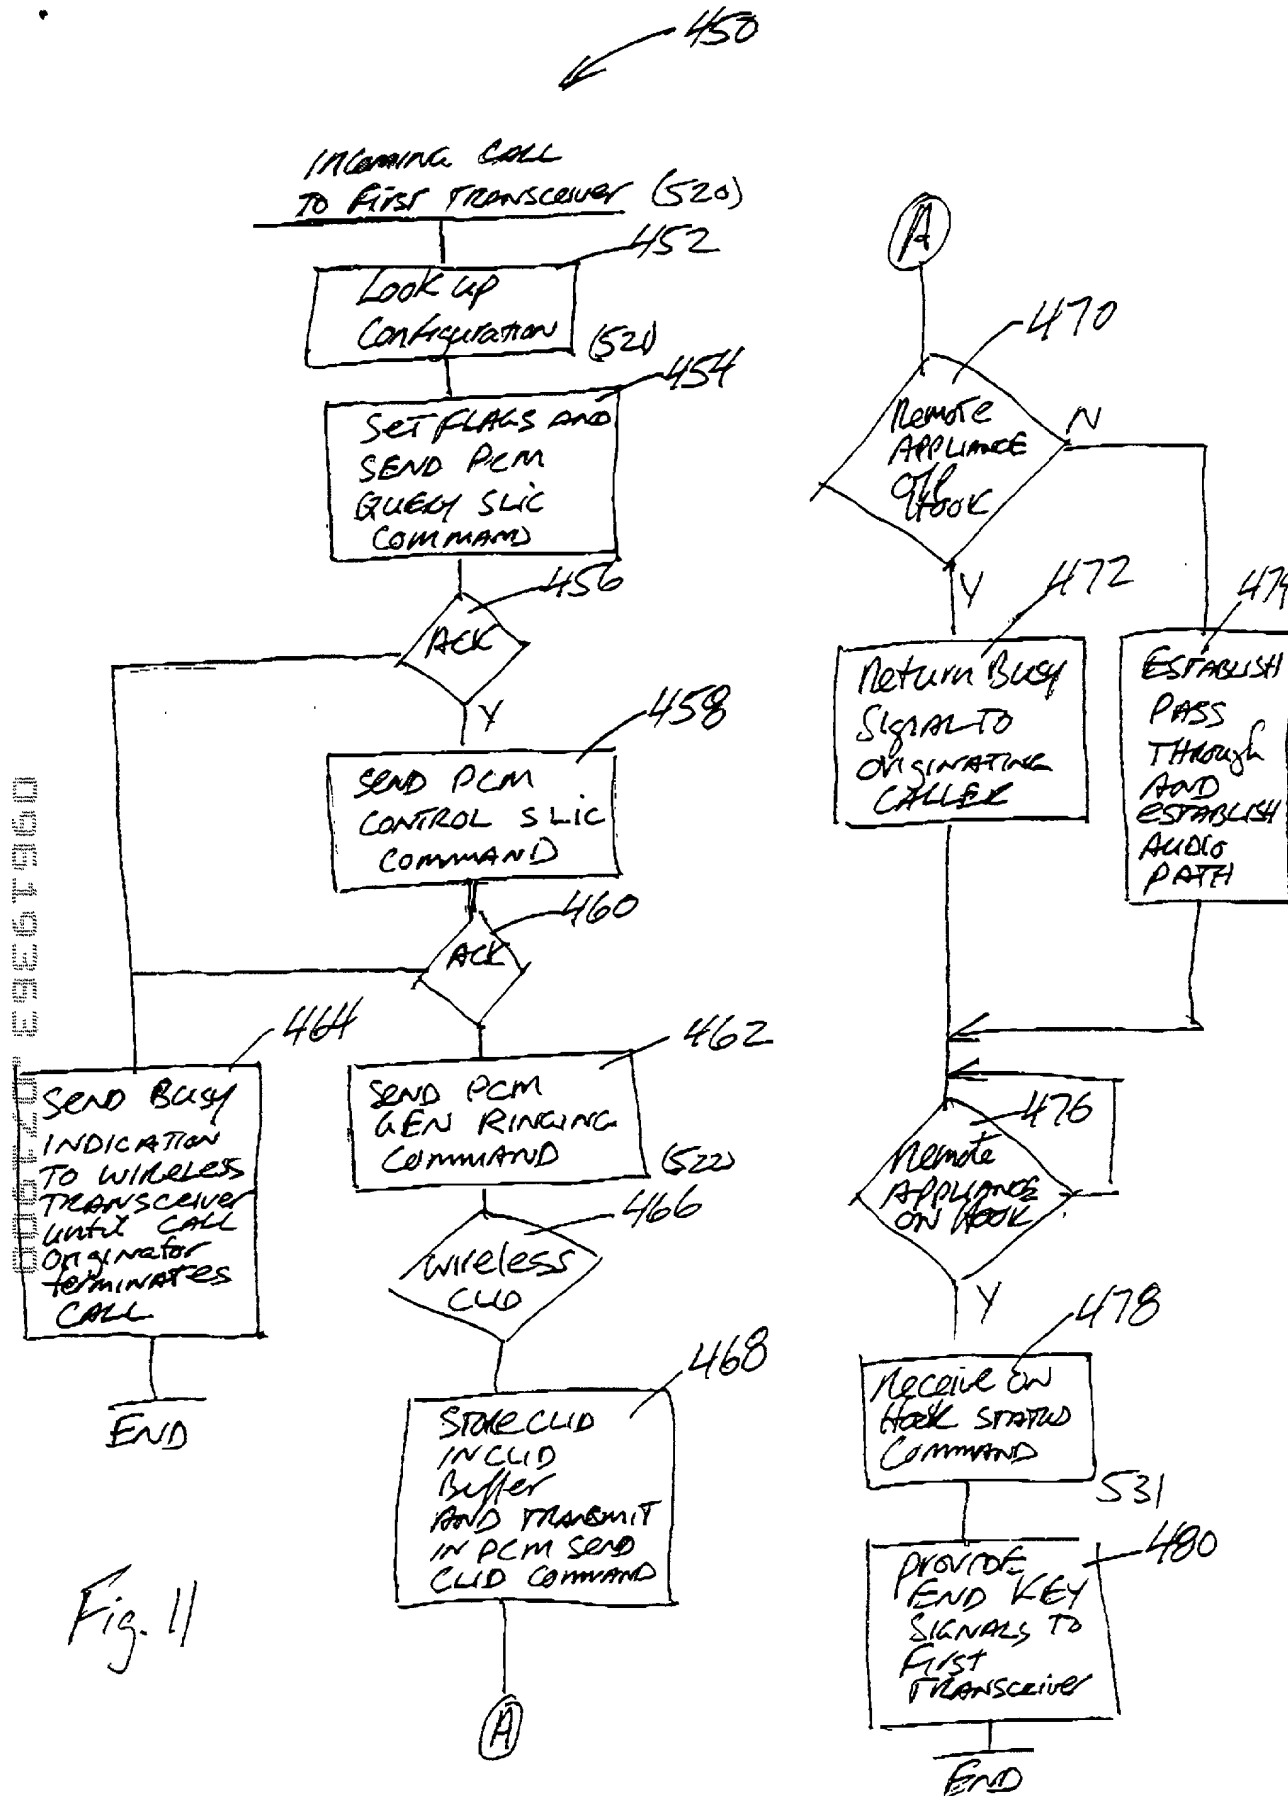 450
INCOMING CALL
TO FIRST TRANSCEIVER (520)
452
Look up
Configuration
(521)
454
SET FLAGS AND
SEND PCM
QUERY SLIC
COMMAND
456
ACK
Y
458
SEND PCM
CONTROL SLIC
COMMAND
460
ACK
464
SEND BUSY
INDICATION
TO WIRELESS
TRANSCEIVER
until CALL
Originator
terminates
CALL
END
462
SEND PCM
GEN RINGING
COMMAND
(522)
466
Wireless
CLID
468
STORE CLID
IN CLID
Buffer
AND TRANSMIT
IN PCM SEND
CLID COMMAND
A
Fig. 11
A
470
Remote
APPLIANCE
Off
Hook
N
Y
472
Return Busy
Signal TO
originating
CALLER
474
ESTABLISH
PASS
Through
AND
ESTABLISH
AUDIO
PATH
476
Remote
APPLIANCE
ON HOOK
Y
478
Receive ON
Hook STATUS
COMMAND
531
480
PROVIDE
END KEY
SIGNALS TO
First
TRANSCEIVER
END